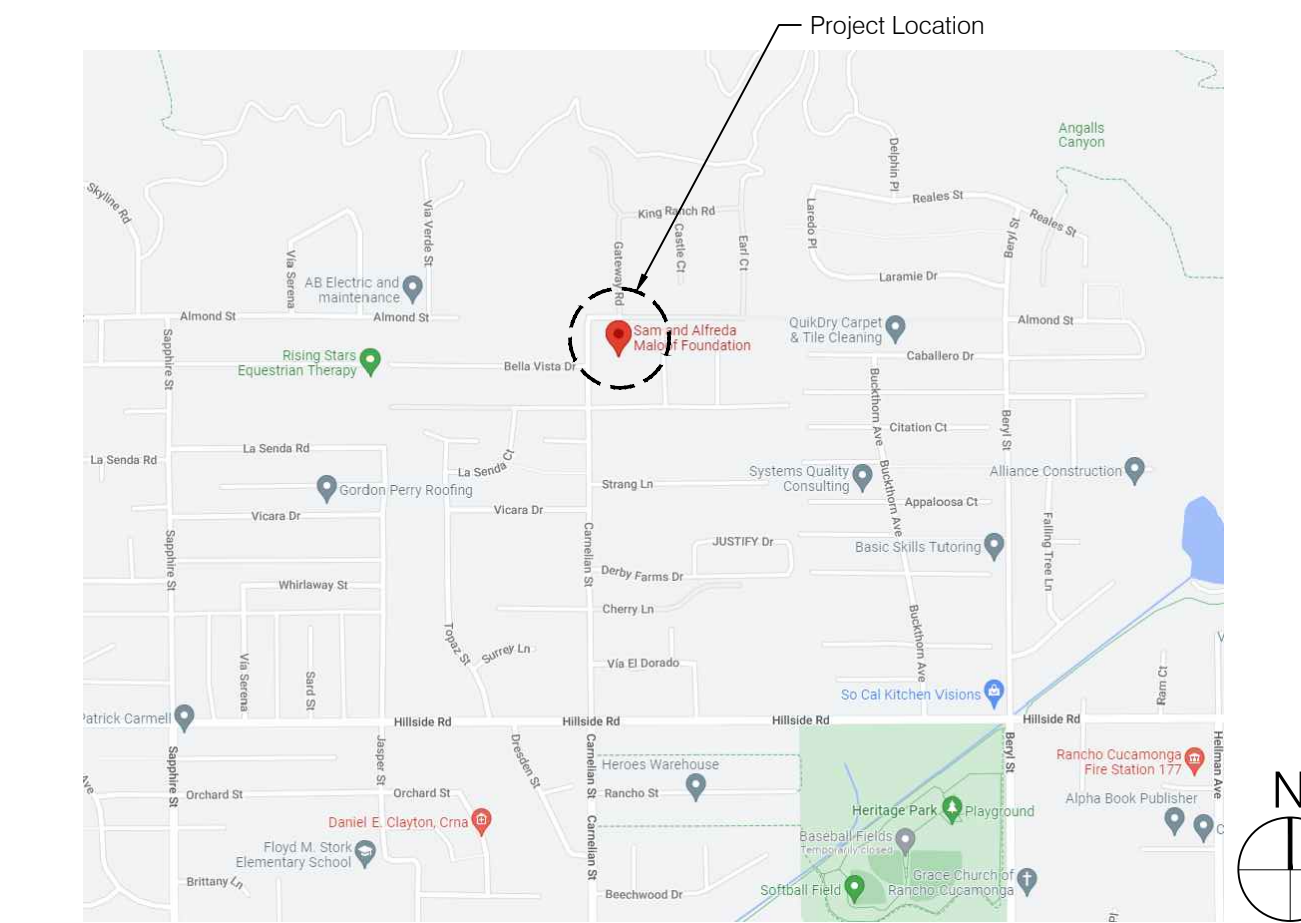 Project Location
Angalls
Canyon
Delphin Pl
Skyline Rd
Via Verde St
Reales St
Laredo Pl
King Ranch Rd
Reales St
Beryl St
Castle Ct
Earl Ct
Gateway Rd
Via Serena
AB Electric and
maintenance
Laramie Dr
Almond St
Almond St
Sam and Alfreda
Maloof Foundation
QuikDry Carpet
& Tile Cleaning
Almond St
Sapphire St
Rising Stars
Equestrian Therapy
Bella Vista Dr
Caballero Dr
Buckthorn Ave
Citation Ct
Beryl St
La Senda Rd
La Senda Rd
La Senda Ct
Systems Quality
Consulting
Alliance Construction
Gordon Perry Roofing
Strang Ln
Buckthorn Ave
Appaloosa Ct
Vicara Dr
Vicara Dr
Falling Tree Ln
Sapphire St
Carnelian St
JUSTIFY Dr
Basic Skills Tutoring
Whirlaway St
Derby Farms Dr
Cherry Ln
Topaz St
Surrey Ln
Buckthorn Ave
Via Serena
Sard St
Vía El Dorado
Ram Ct
So Cal Kitchen Visions
Patrick Carmell
Hillside Rd
Hillside Rd
Hillside Rd
Hillside Rd
Sapphire St
Jasper St
Dresden St
Carnelian St
Beryl St
Hellman Ave
Heroes Warehouse
Rancho Cucamonga
Fire Station 177
N
Ave
Orchard St
Orchard St
Rancho St
Alpha Book Publisher
Heritage Park
Playground
Daniel E. Clayton, Crna
Carnelian St
Baseball Fields
Temporarily closed
C
Floyd M. Stork
Elementary School
Brittany Ln
Beechwood Dr
Softball Field
Grace Church of
Rancho Cucamonga
Pl